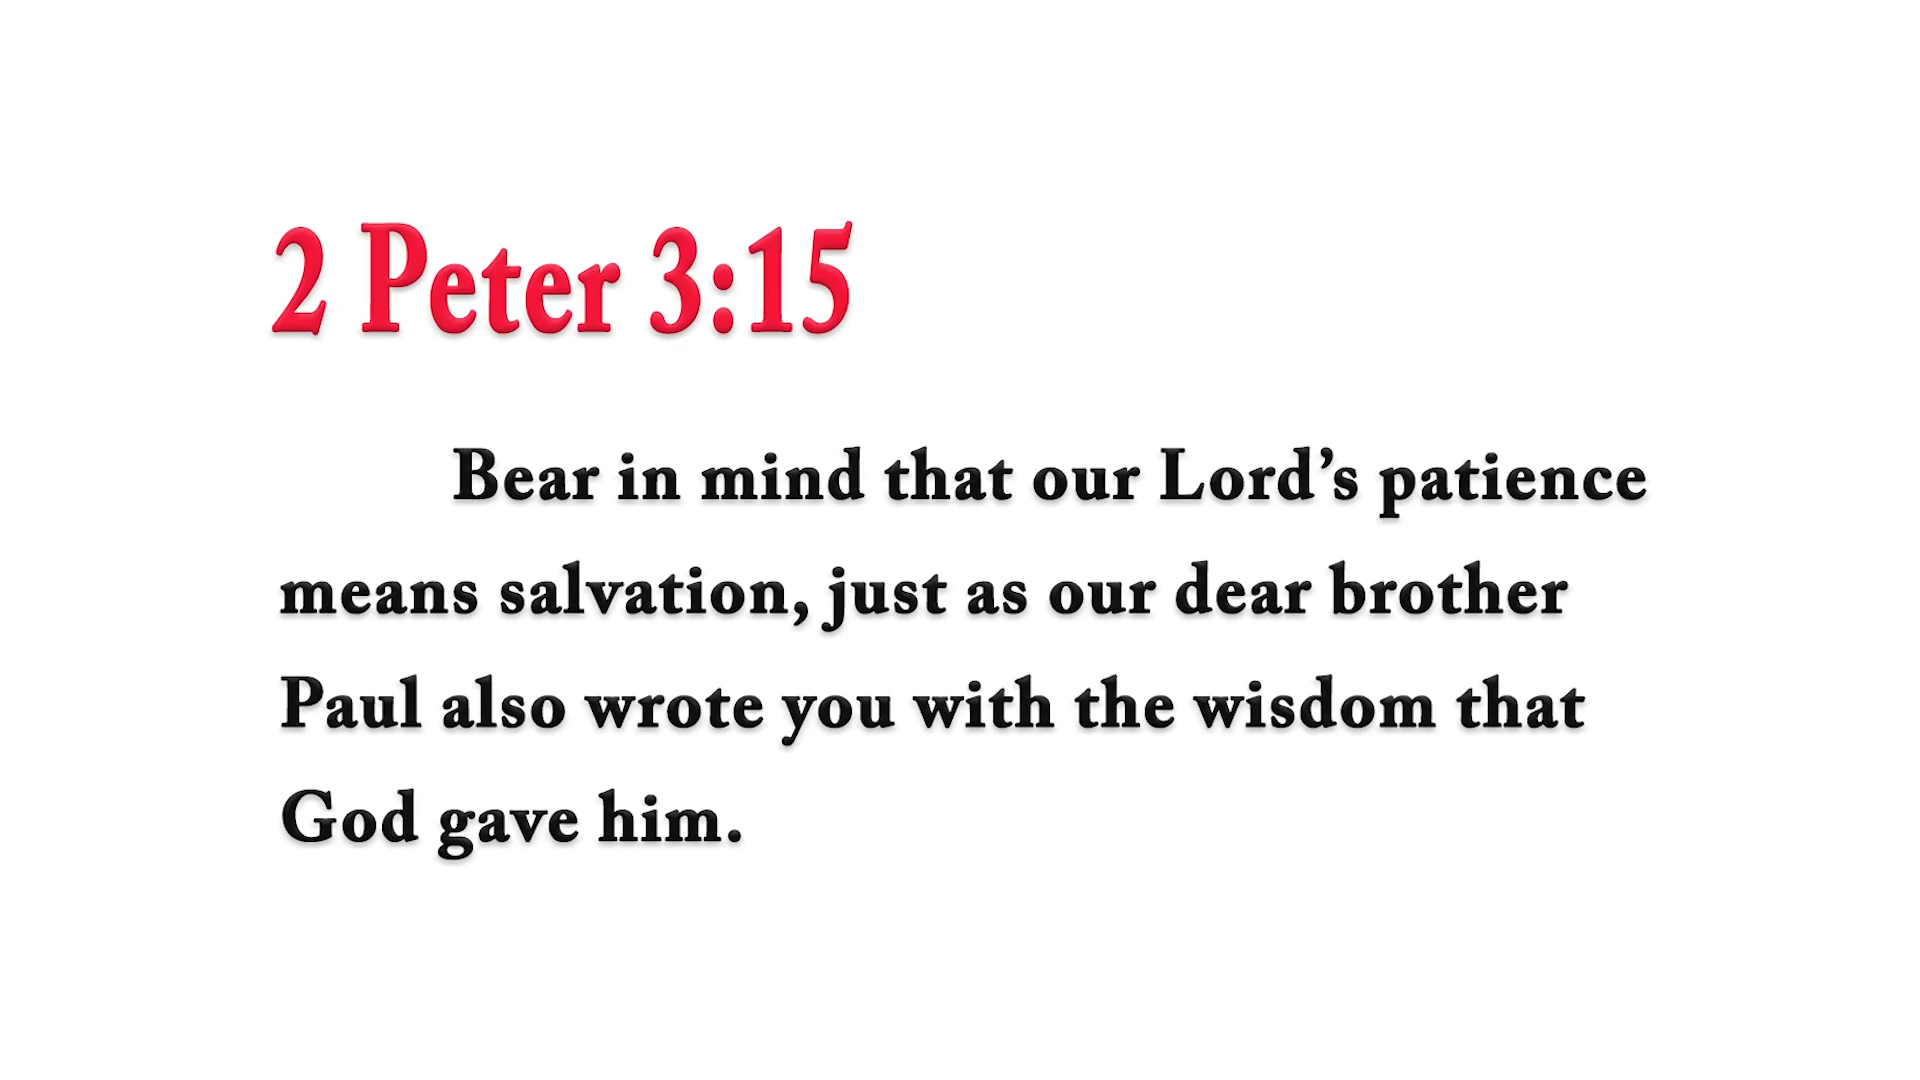 2 Peter 3:15
Bear in mind that our Lord’s patience
means salvation, just as our dear brother
Paul also wrote you with the wisdom that
God gave him.